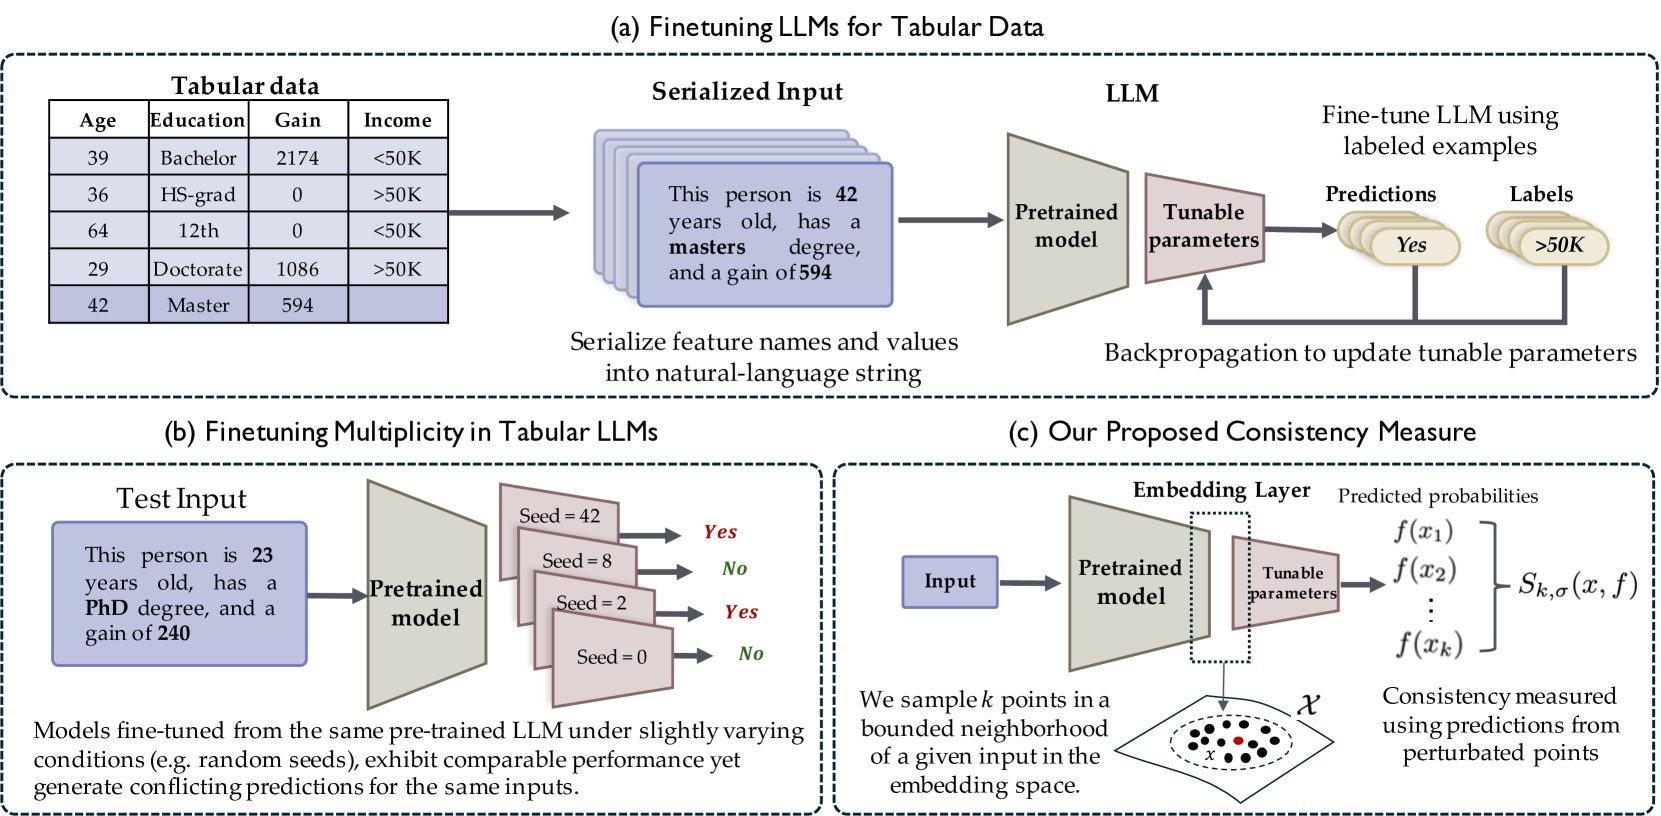 (a) Finetuning LLMs for Tabular Data
Tabular data
Age Education Gain Income
39 Bachelor 2174 <50K
36 HS-grad 0 >50K
64 12th 0 <50K
29 Doctorate 1086 >50K
42 Master 594
Serialized Input
This person is 42
years old, has a
masters degree,
and a gain of 594
Serialize feature names and values
into natural-language string
LLM
Pretrained
model
Tunable
parameters
Fine-tune LLM using
labeled examples
Predictions Labels
Yes >50K
Backpropagation to update tunable parameters
(b) Finetuning Multiplicity in Tabular LLMs
Test Input
This person is 23
years old, has a
PhD degree, and a
gain of 240
Pretrained
model
Seed = 42 Yes
Seed = 8 No
Seed = 2 Yes
Seed = 0 No
Models fine-tuned from the same pre-trained LLM under slightly varying
conditions (e.g. random seeds), exhibit comparable performance yet
generate conflicting predictions for the same inputs.
(c) Our Proposed Consistency Measure
Embedding Layer
Input
Pretrained
model
Tunable
parameters
Predicted probabilities
f(x₁)
f(x₂)
⋮
f(xₖ)
Sₖ,σ(x, f)
We sample k points in a
bounded neighborhood
of a given input in the
embedding space.
𝒳
x
Consistency measured
using predictions from
perturbated points